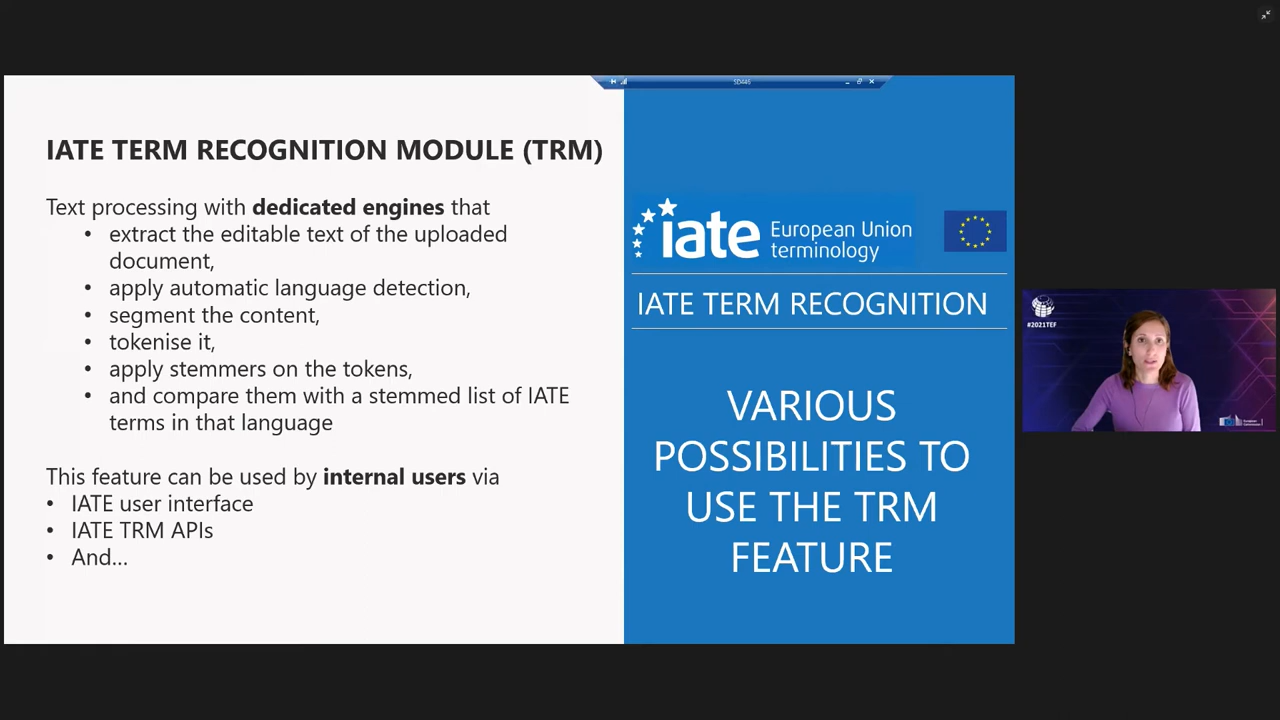 SD446
IATE TERM RECOGNITION MODULE (TRM)
Text processing with dedicated engines that
• extract the editable text of the uploaded
document,
• apply automatic language detection,
• segment the content,
• tokenise it,
• apply stemmers on the tokens,
• and compare them with a stemmed list of IATE
terms in that language
This feature can be used by internal users via
• IATE user interface
• IATE TRM APIs
• And...
iate European Union
terminology
IATE TERM RECOGNITION
VARIOUS
POSSIBILITIES TO
USE THE TRM
FEATURE
#2021TEF
European
Commission